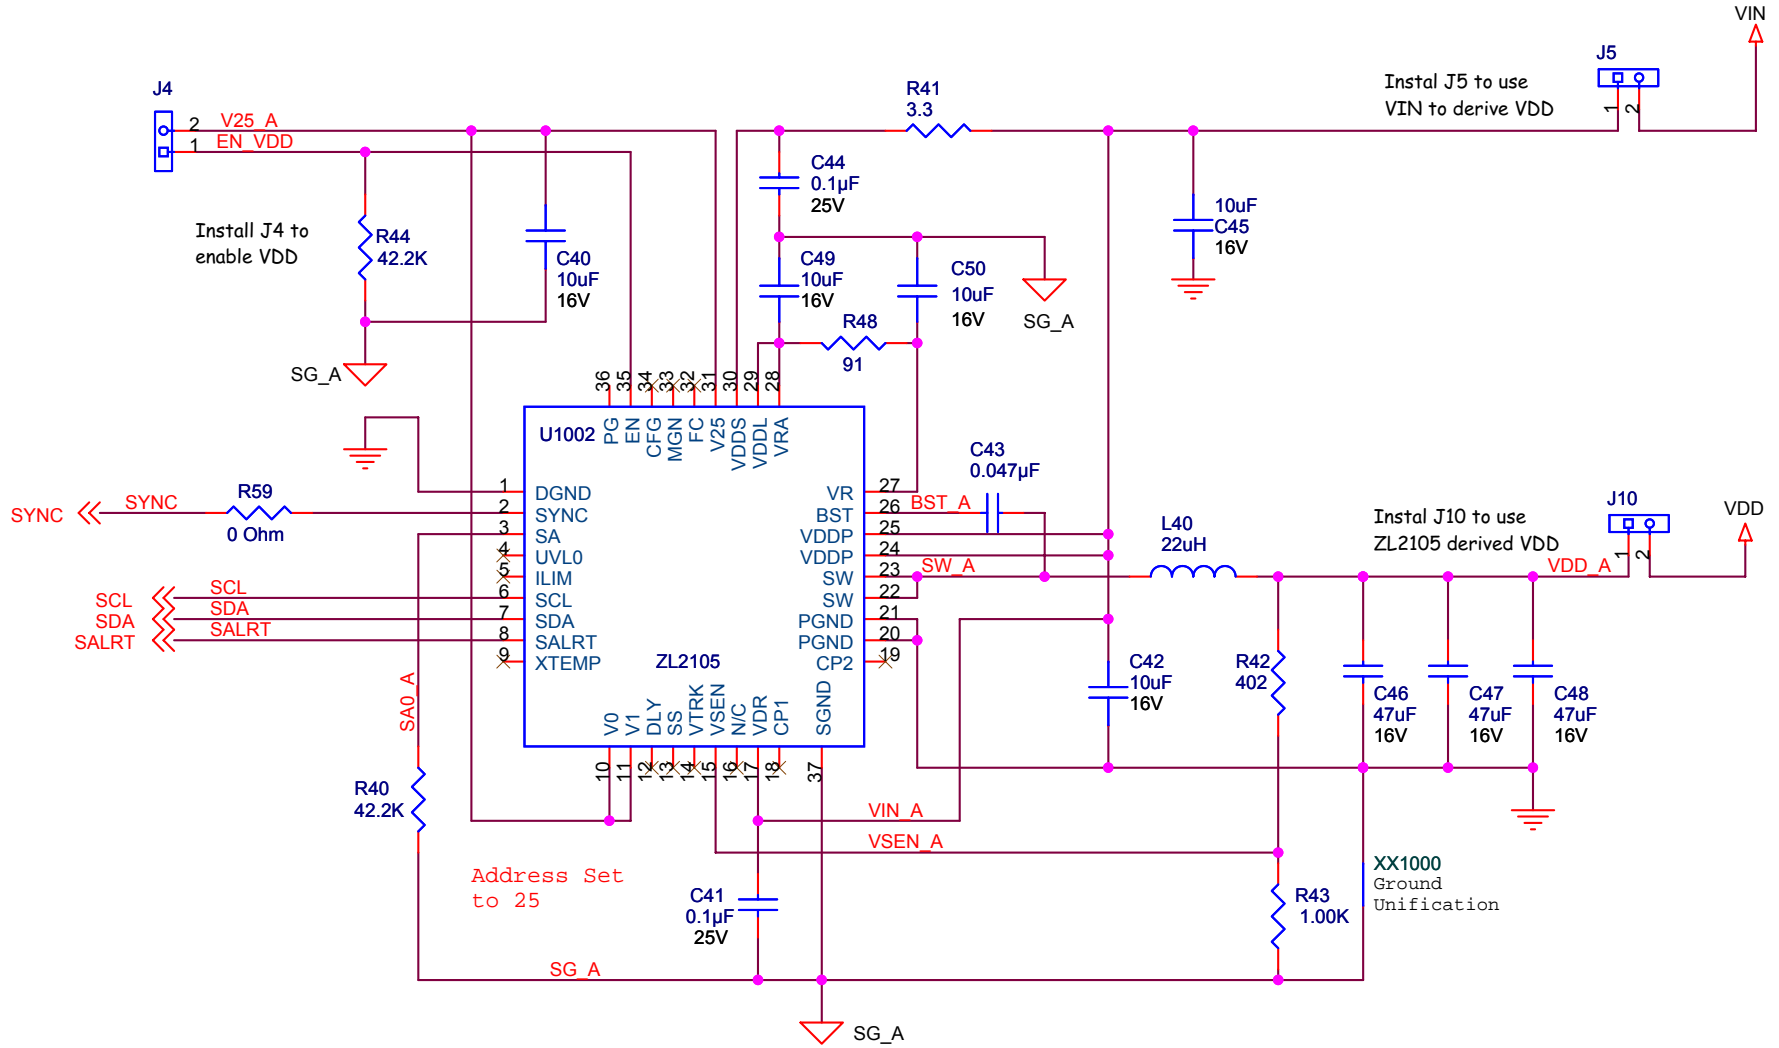 VIN
J5
Instal J5 to use
VIN to derive VDD
1
2
J4
2
1
V25_A
EN_VDD
Install J4 to
enable VDD
R44
42.2K
SG_A
C40
10uF
16V
R41
3.3
C44
0.1µF
25V
C49
10uF
16V
C50
10uF
16V
R48
91
SG_A
10uF
C45
16V
36
35
34
33
32
31
30
29
28
U1002
PG
EN
CFG
MGN
FC
V25
VDDS
VDDL
VRA
SYNC
SYNC
R59
0 Ohm
SCL
SDA
SALRT
SCL
SDA
SALRT
1
2
3
4
5
6
7
8
9
DGND
SYNC
SA
UVL0
ILIM
SCL
SDA
SALRT
XTEMP
ZL2105
VR
BST
VDDP
VDDP
SW
SW
PGND
PGND
CP2
27
26
25
24
23
22
21
20
19
BST_A
C43
0.047µF
SW_A
L40
22uH
Instal J10 to use
ZL2105 derived VDD
J10
1
2
VDD
VDD_A
V0
V1
DLY
SS
VTRK
VSEN
N/C
VDR
CP1
SGND
10
11
12
13
14
15
16
17
18
37
SA0_A
R40
42.2K
C42
10uF
16V
R42
402
C46
47uF
16V
C47
47uF
16V
C48
47uF
16V
VIN_A
VSEN_A
Address Set
to 25
C41
0.1µF
25V
R43
1.00K
XX1000
Ground
Unification
SG_A
SG_A